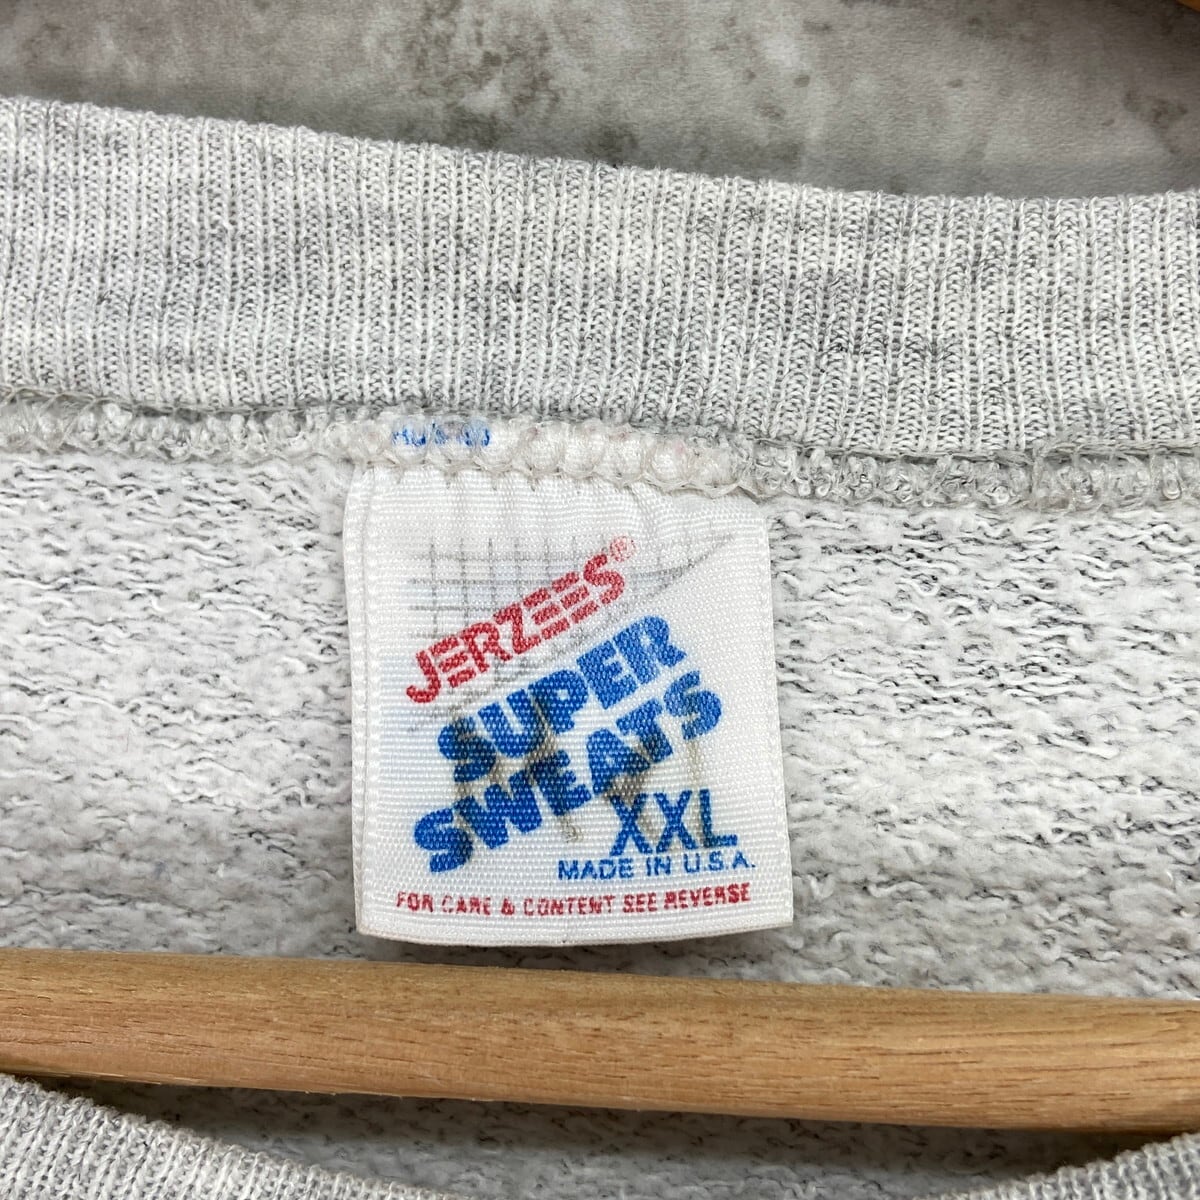 JERZEES®
SUPER
SWEATS
XXL
MADE IN U.S.A.
FOR CARE & CONTENT SEE REVERSE